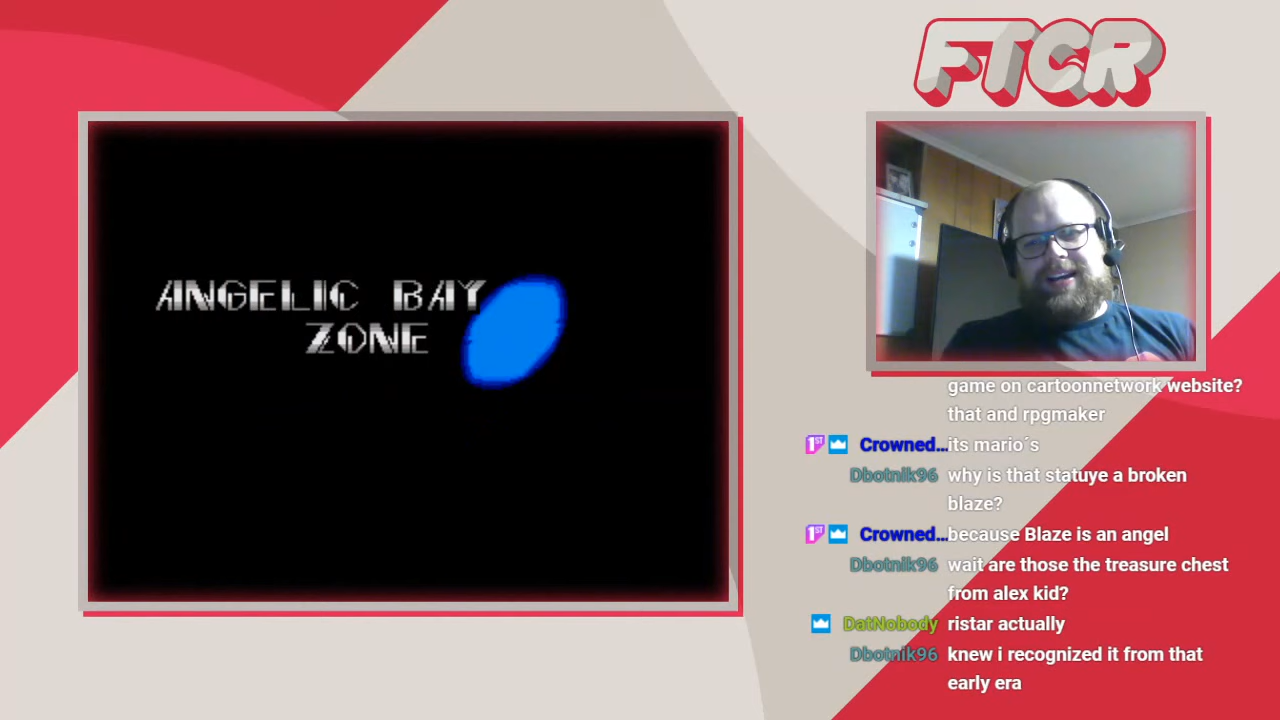 FTCR
ANGELIC BAY
ZONE
game on cartoonnetwork website?
that and rpgmaker
Crowned... its mario´s
Dbotnik96 why is that statuye a broken
blaze?
Crowned... because Blaze is an angel
Dbotnik96 wait are those the treasure chest
from alex kid?
DatNobody ristar actually
Dbotnik96 knew i recognized it from that
early era